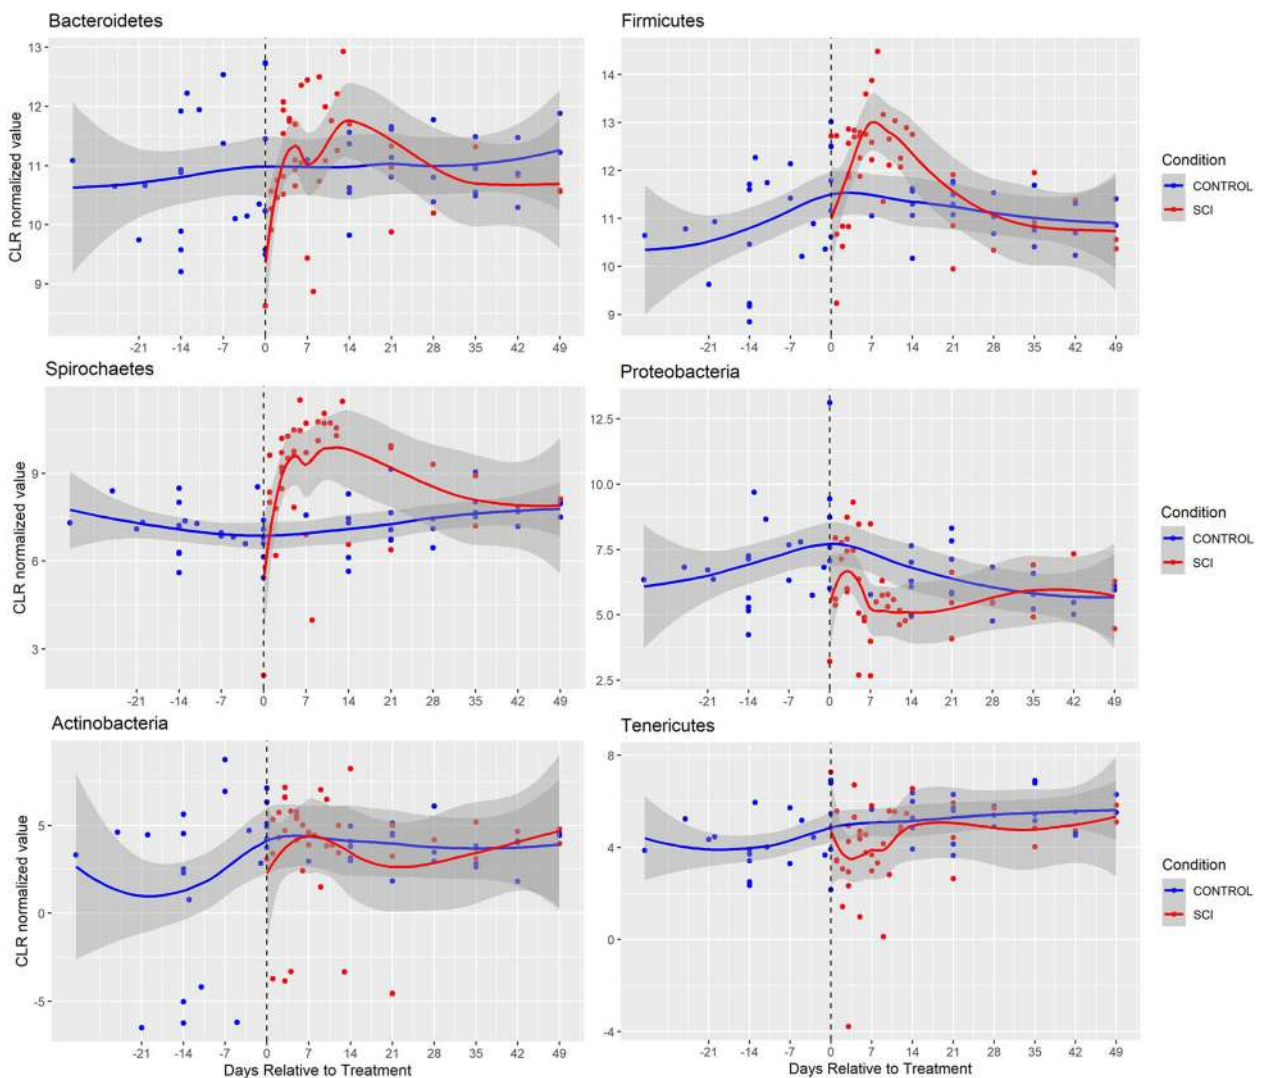 Bacteroidetes
Firmicutes
CLR normalized value
13
12
11
10
9
-21 -14 -7 0 7 14 21 28 35 42 49
14
13
12
11
10
9
-21 -14 -7 0 7 14 21 28 35 42 49
Condition
CONTROL
SCI
Spirochaetes
Proteobacteria
CLR normalized value
9
6
3
-21 -14 -7 0 7 14 21 28 35 42 49
12.5
10.0
7.5
5.0
2.5
-21 -14 -7 0 7 14 21 28 35 42 49
Condition
CONTROL
SCI
Actinobacteria
Tenericutes
CLR normalized value
5
0
-5
-21 -14 -7 0 7 14 21 28 35 42 49
Days Relative to Treatment
8
4
0
-4
-21 -14 -7 0 7 14 21 28 35 42 49
Days Relative to Treatment
Condition
CONTROL
SCI